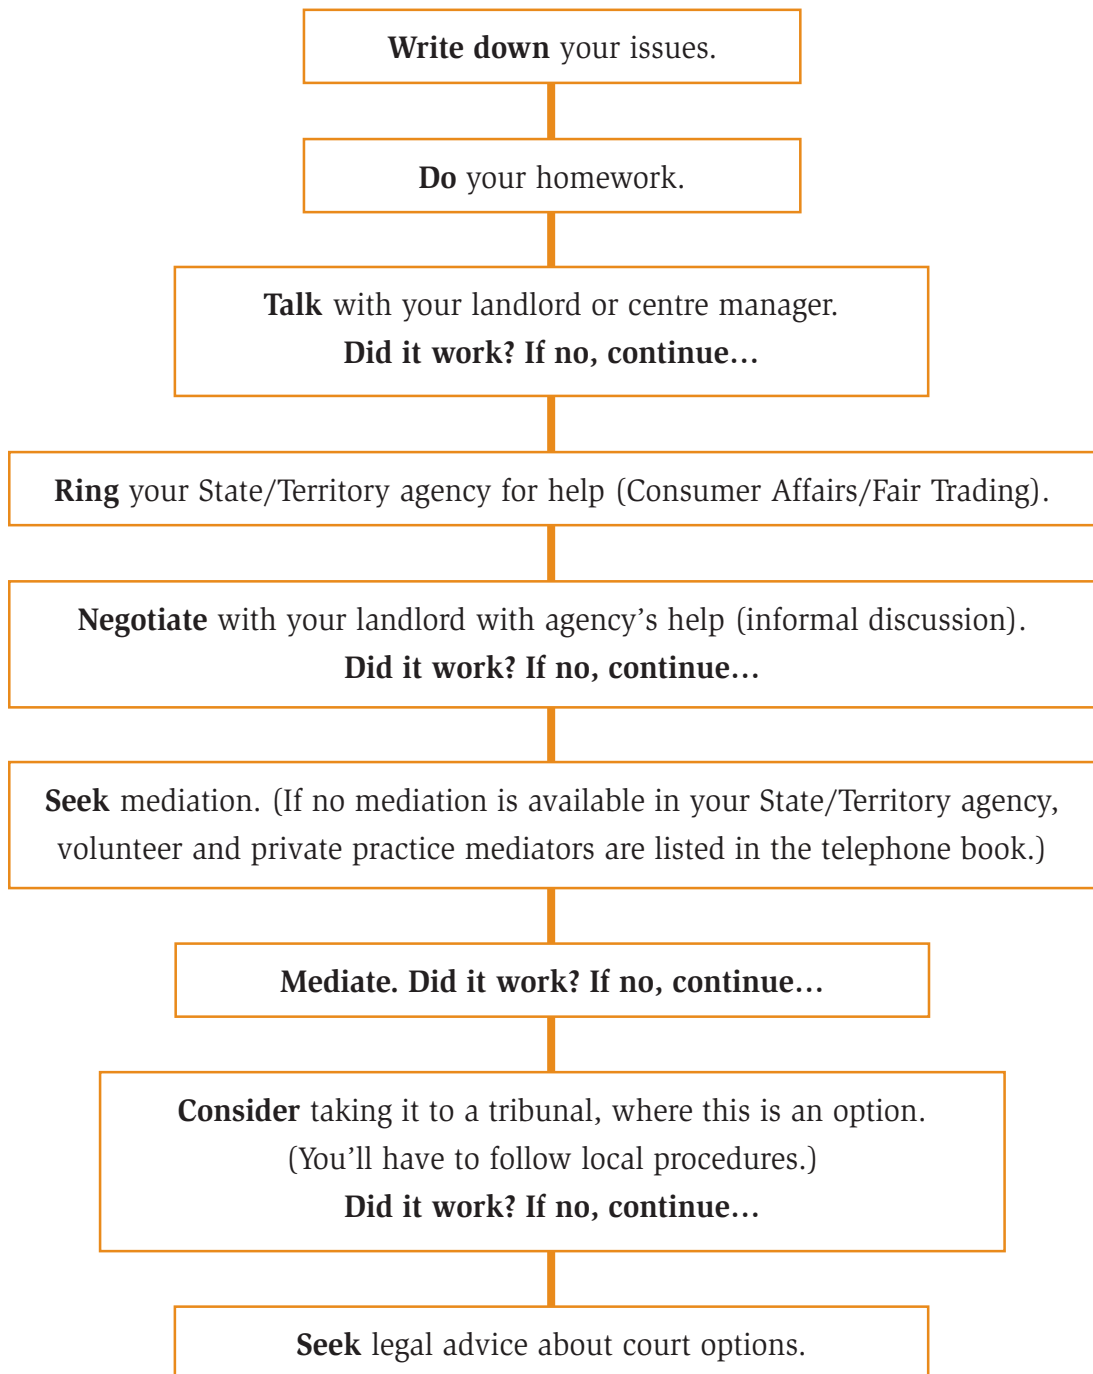 Write down your issues.
Do your homework.
Talk with your landlord or centre manager.
Did it work? If no, continue…
Ring your State/Territory agency for help (Consumer Affairs/Fair Trading).
Negotiate with your landlord with agency’s help (informal discussion).
Did it work? If no, continue…
Seek mediation. (If no mediation is available in your State/Territory agency,
volunteer and private practice mediators are listed in the telephone book.)
Mediate. Did it work? If no, continue…
Consider taking it to a tribunal, where this is an option.
(You’ll have to follow local procedures.)
Did it work? If no, continue…
Seek legal advice about court options.